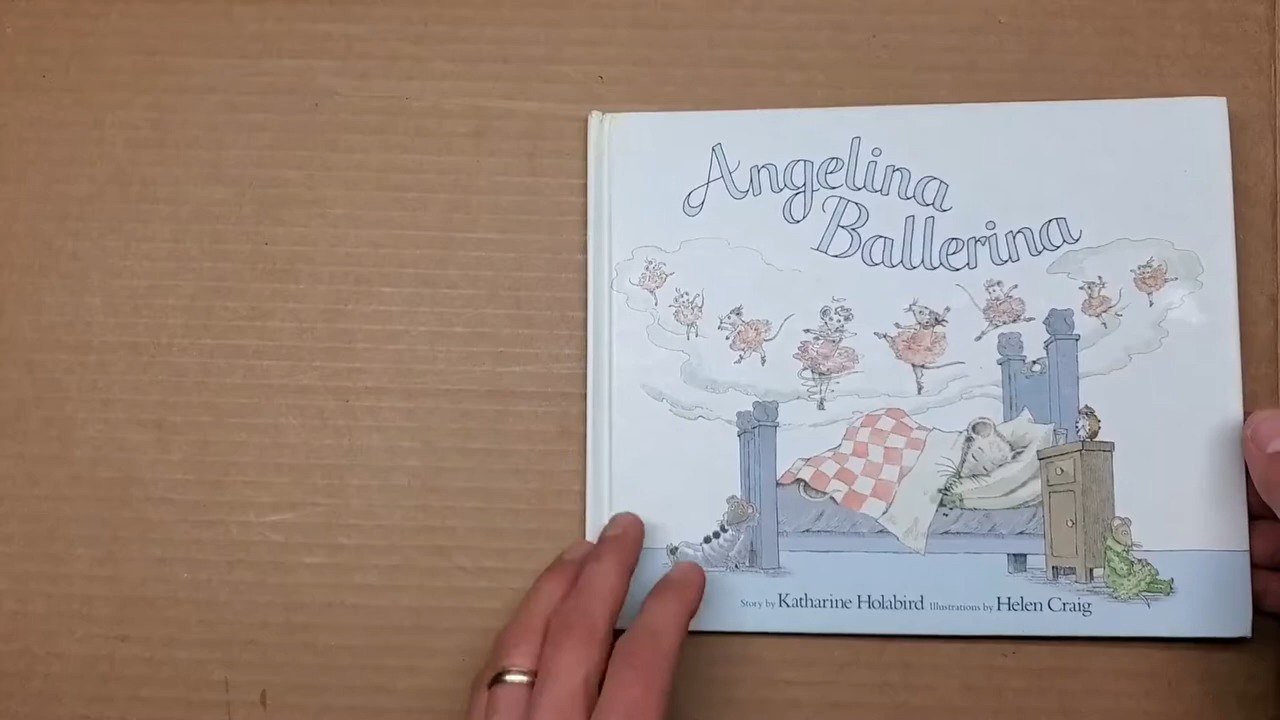 Angelina
Ballerina
Story by Katharine Holabird Illustrations by Helen Craig